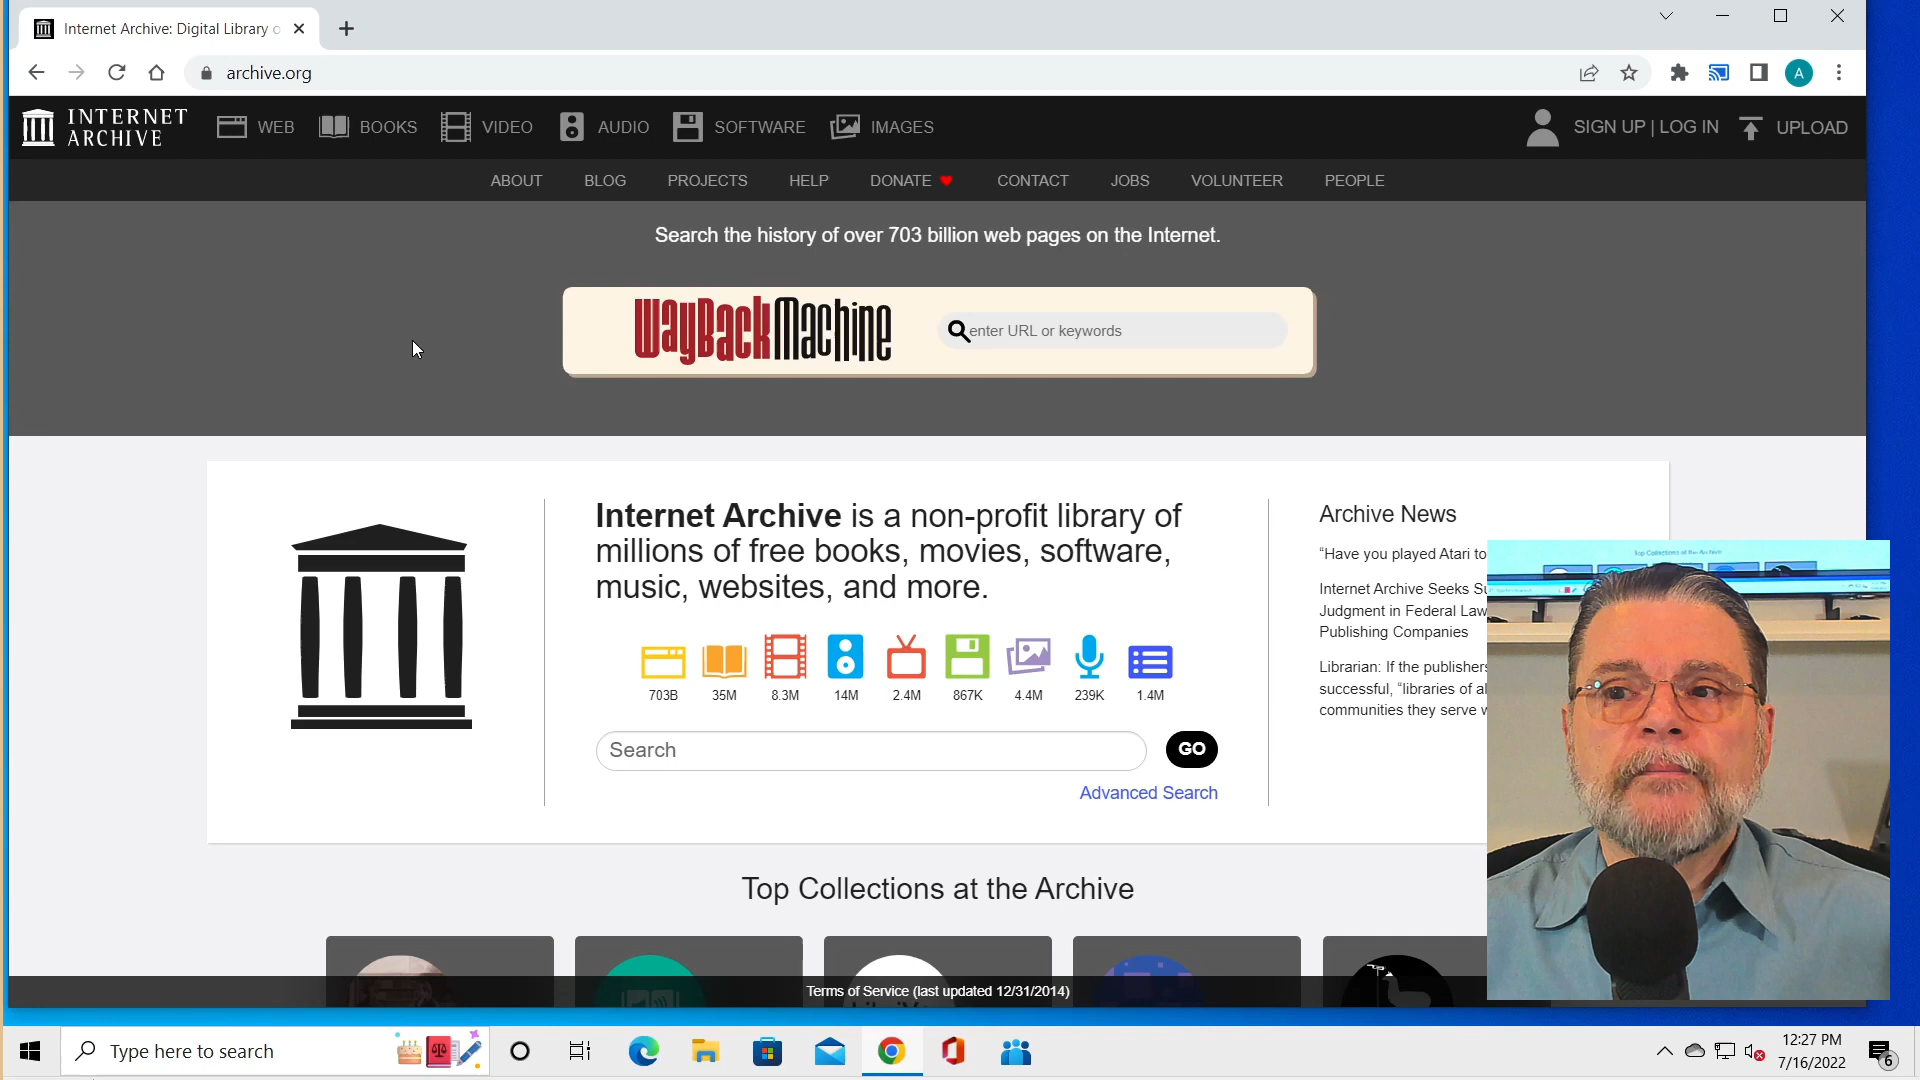 Internet Archive: Digital Library o
archive.org
INTERNET ARCHIVE
WEB BOOKS VIDEO AUDIO SOFTWARE IMAGES
SIGN UP | LOG IN UPLOAD
ABOUT BLOG PROJECTS HELP DONATE CONTACT JOBS VOLUNTEER PEOPLE
Search the history of over 703 billion web pages on the Internet.
WayBackMachine
enter URL or keywords
Internet Archive is a non-profit library of
millions of free books, movies, software,
music, websites, and more.
703B 35M 8.3M 14M 2.4M 867K 4.4M 239K 1.4M
Search
GO
Advanced Search
Archive News
“Have you played Atari to
Internet Archive Seeks Su
Judgment in Federal Law
Publishing Companies
Librarian: If the publishers
successful, “libraries of al
communities they serve w
Top Collections at the Archive
Top Collections at the Archive
Terms of Service (last updated 12/31/2014)
Type here to search
12:27 PM
7/16/2022
6
A